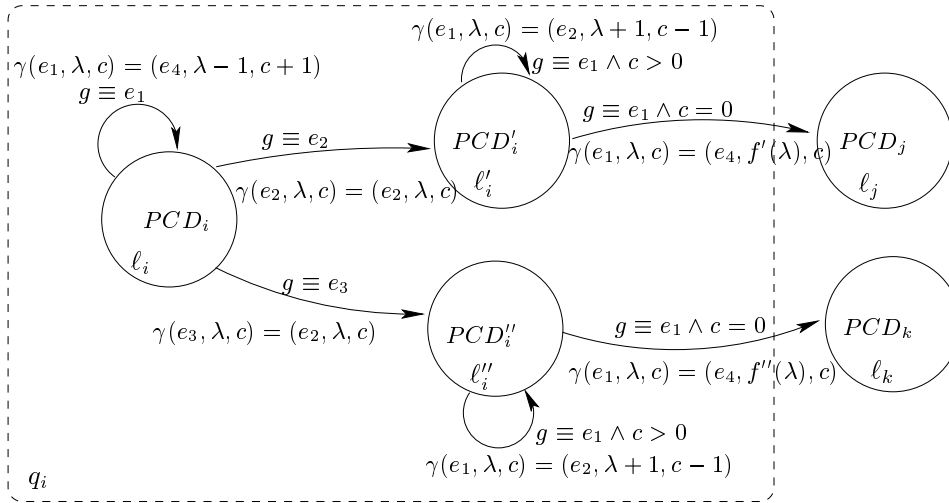 γ(e₁, λ, c) = (e₂, λ + 1, c − 1)
g ≡ e₁ ∧ c > 0
γ(e₁, λ, c) = (e₄, λ − 1, c + 1)
g ≡ e₁
g ≡ e₂
γ(e₂, λ, c) = (e₂, λ, c)
PCD′ᵢ
ℓ′ᵢ
g ≡ e₁ ∧ c = 0
γ(e₁, λ, c) = (e₄, f′(λ), c)
PCDⱼ
ℓⱼ
PCDᵢ
ℓᵢ
g ≡ e₃
γ(e₃, λ, c) = (e₂, λ, c)
PCD″ᵢ
ℓ″ᵢ
g ≡ e₁ ∧ c = 0
γ(e₁, λ, c) = (e₄, f″(λ), c)
PCDₖ
ℓₖ
g ≡ e₁ ∧ c > 0
γ(e₁, λ, c) = (e₂, λ + 1, c − 1)
qᵢ